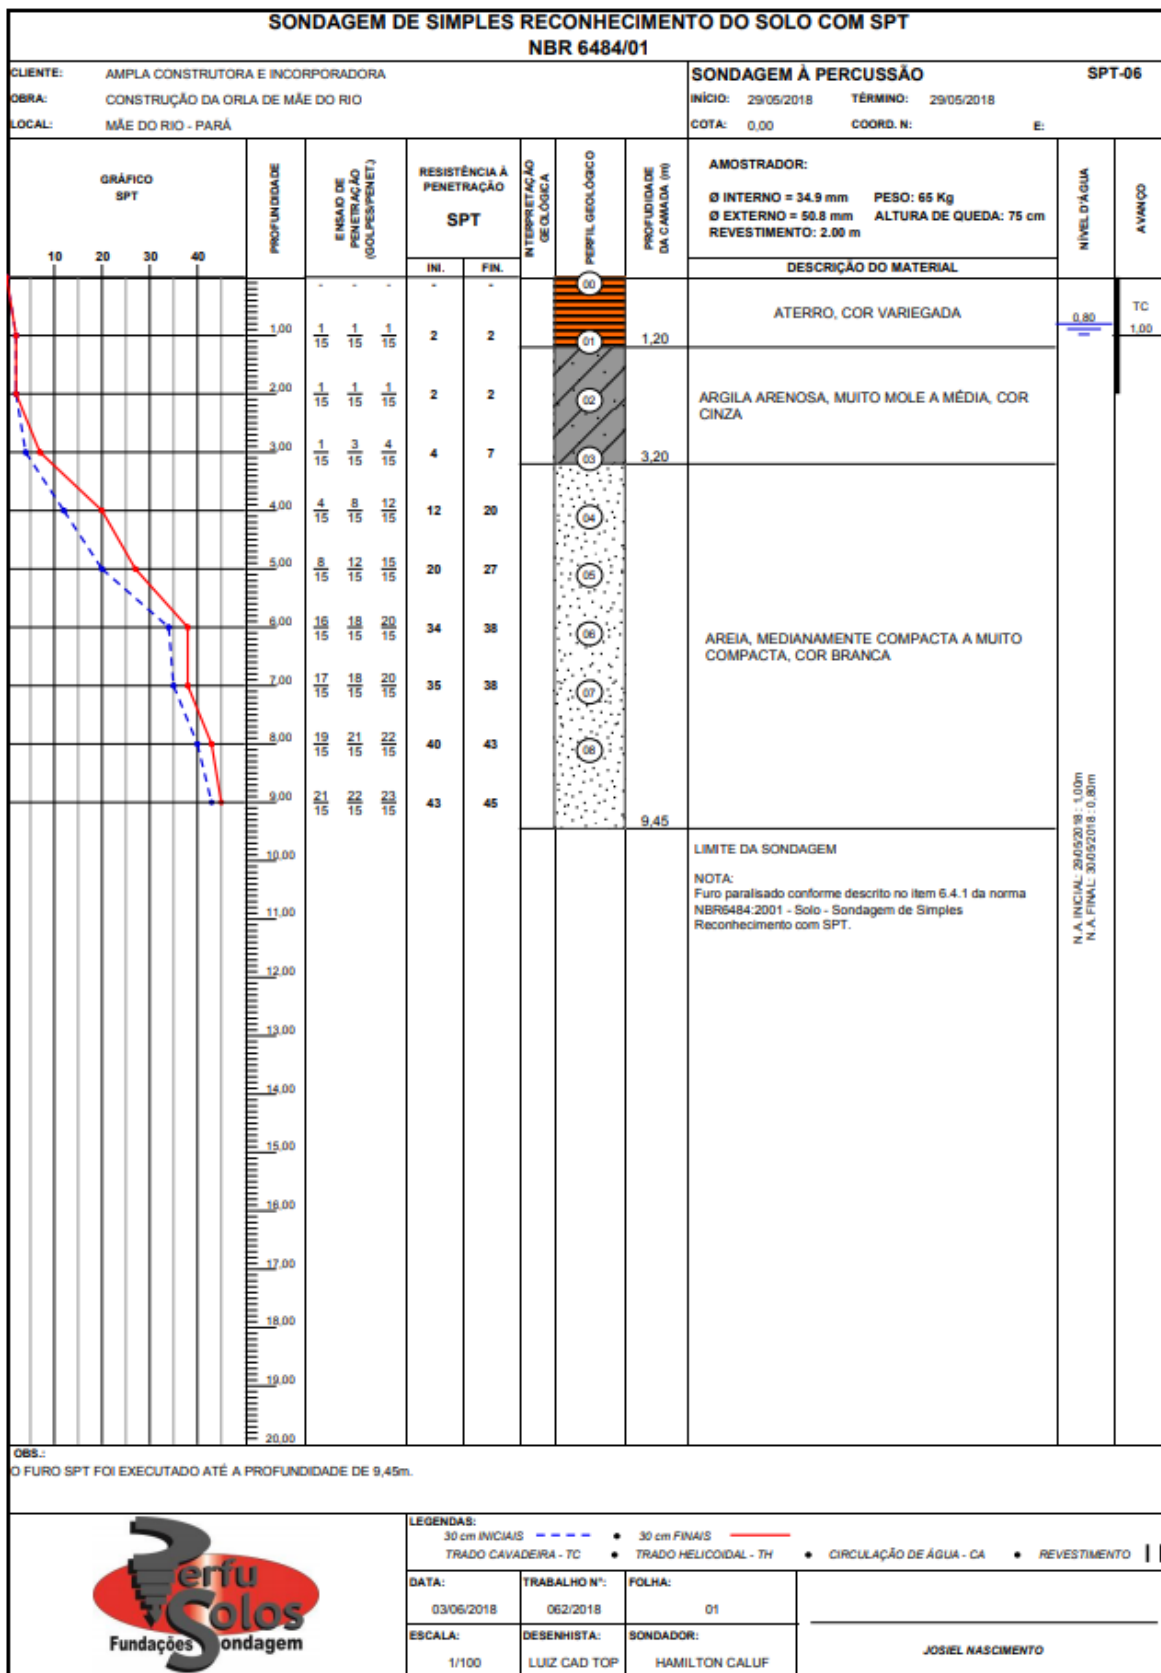 SONDAGEM DE SIMPLES RECONHECIMENTO DO SOLO COM SPT
NBR 6484/01
CLIENTE: AMPLA CONSTRUTORA E INCORPORADORA
OBRA: CONSTRUÇÃO DA ORLA DE MÃE DO RIO
LOCAL: MÃE DO RIO - PARÁ
SONDAGEM À PERCUSSÃO SPT-06
INÍCIO: 29/05/2018 TÉRMINO: 29/05/2018
COTA: 0,00 COORD. N: E:
GRÁFICO
SPT
10 20 30 40
PROFUNDIDADE
ENSAIO DE
PENETRAÇÃO
(GOLPES/PENET.)
RESISTÊNCIA À
PENETRAÇÃO
SPT
INI. FIN.
INTERPRETAÇÃO
GEOLÓGICA
PERFIL GEOLÓGICO
PROFUDIDADE
DA CAMADA (m)
AMOSTRADOR:
Ø INTERNO = 34.9 mm PESO: 65 Kg
Ø EXTERNO = 50.8 mm ALTURA DE QUEDA: 75 cm
REVESTIMENTO: 2.00 m
DESCRIÇÃO DO MATERIAL
NÍVEL D'ÁGUA
AVANÇO
- - - - -
1,00 1/15 1/15 1/15 2 2
2,00 1/15 1/15 1/15 2 2
3,00 1/15 3/15 4/15 4 7
4,00 4/15 8/15 12/15 12 20
5,00 8/15 12/15 15/15 20 27
6,00 16/15 18/15 20/15 34 38
7,00 17/15 18/15 20/15 35 38
8,00 19/15 21/15 22/15 40 43
9,00 21/15 22/15 23/15 43 45
10,00
11,00
12,00
13,00
14,00
15,00
16,00
17,00
18,00
19,00
20,00
00
01
02
03
04
05
06
07
08
1,20
3,20
9,45
ATERRO, COR VARIEGADA
ARGILA ARENOSA, MUITO MOLE A MÉDIA, COR
CINZA
AREIA, MEDIANAMENTE COMPACTA A MUITO
COMPACTA, COR BRANCA
LIMITE DA SONDAGEM
NOTA:
Furo paralisado conforme descrito no item 6.4.1 da norma
NBR6484:2001 - Solo - Sondagem de Simples
Reconhecimento com SPT.
0,80
N.A. INICIAL: 29/05/2018 : 1,00m
N.A. FINAL: 30/05/2018 : 0,80m
TC
1,00
OBS.:
O FURO SPT FOI EXECUTADO ATÉ A PROFUNDIDADE DE 9,45m.
Perfu
Solos
Fundações Sondagem
LEGENDAS:
30 cm INICIAIS • 30 cm FINAIS
TRADO CAVADEIRA - TC • TRADO HELICOIDAL - TH • CIRCULAÇÃO DE ÁGUA - CA • REVESTIMENTO
DATA: TRABALHO Nº: FOLHA:
03/06/2018 062/2018 01
ESCALA: DESENHISTA: SONDADOR:
1/100 LUIZ CAD TOP HAMILTON CALUF
JOSIEL NASCIMENTO